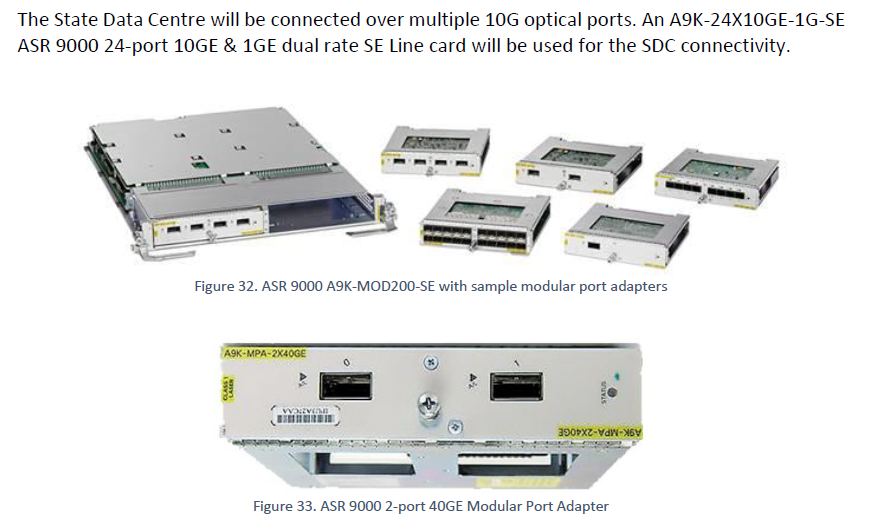 The State Data Centre will be connected over multiple 10G optical ports. An A9K-24X10GE-1G-SE
ASR 9000 24-port 10GE & 1GE dual rate SE Line card will be used for the SDC connectivity.
Figure 32. ASR 9000 A9K-MOD200-SE with sample modular port adapters
A9K-MPA-2X40GE
0
1
CLASS 1
LASER
STATUS
A9K-MPA-2X40GE
Figure 33. ASR 9000 2-port 40GE Modular Port Adapter